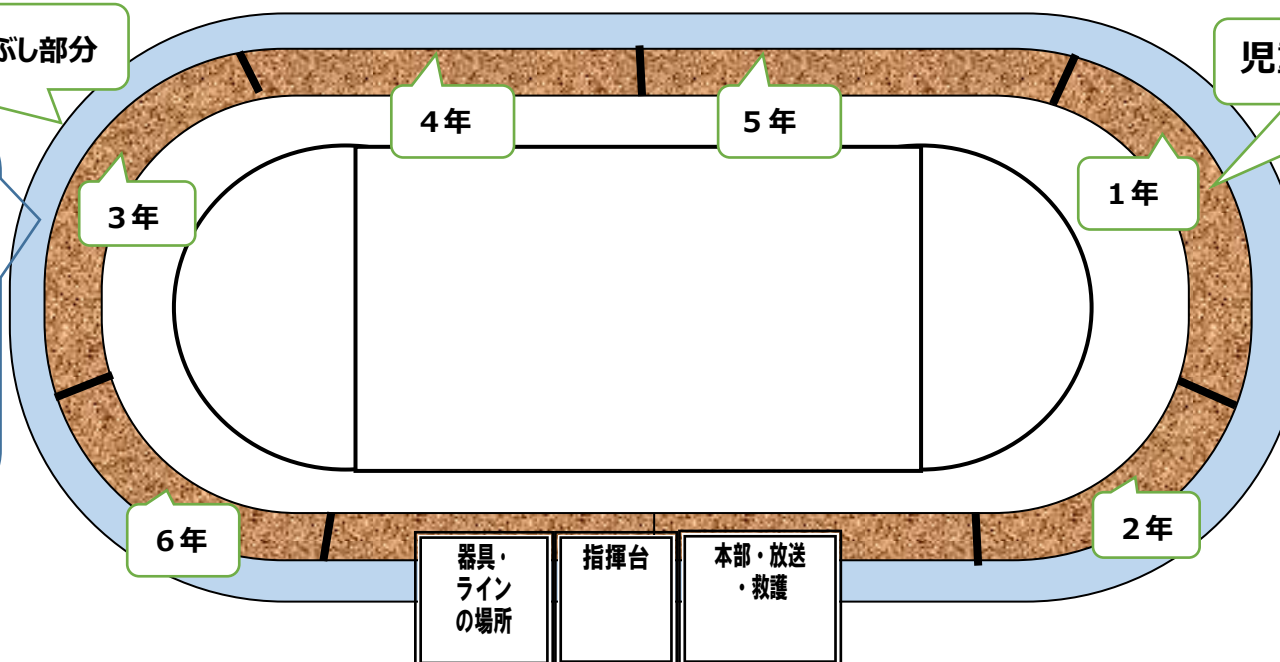 ぶし部分
児
4年
5年
1年
3年
2年
6年
器具・
ライン
の場所
指揮台
本部・放送
・救護